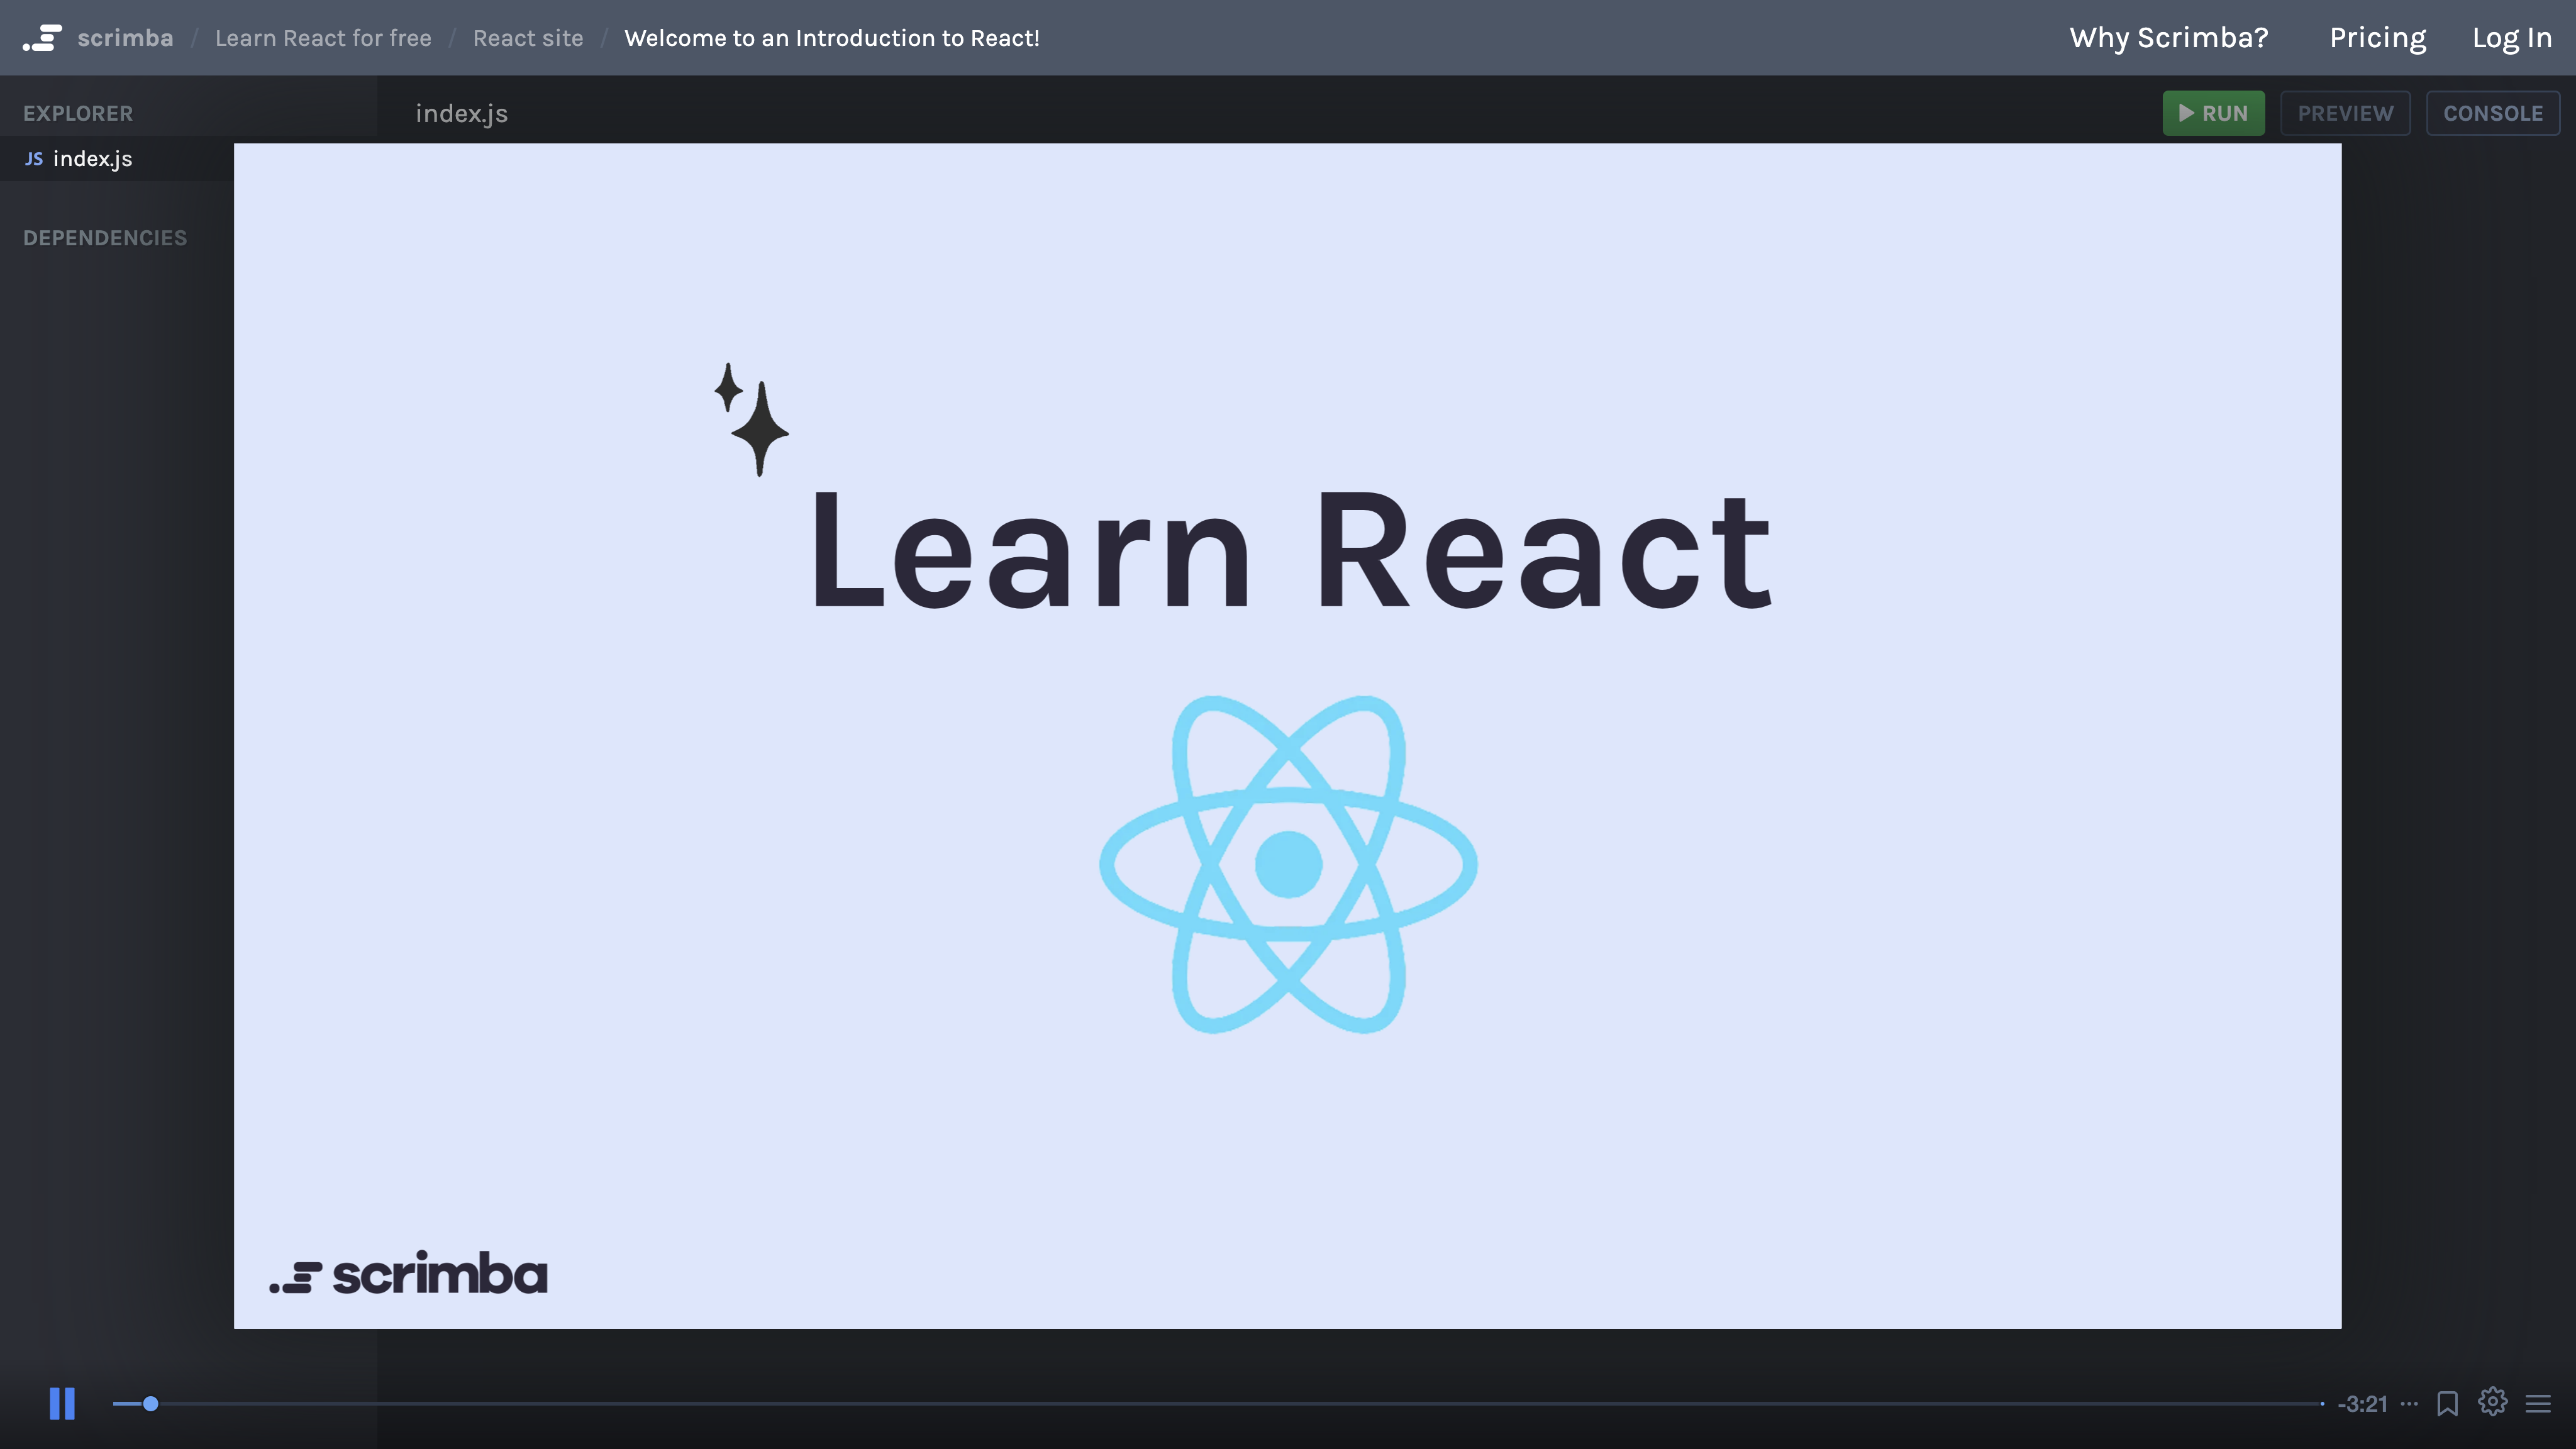 scrimba / Learn React for free / React site / Welcome to an Introduction to React! Why Scrimba? Pricing Log In
EXPLORER index.js RUN PREVIEW CONSOLE
JS index.js
DEPENDENCIES
Learn React
scrimba
-3:21